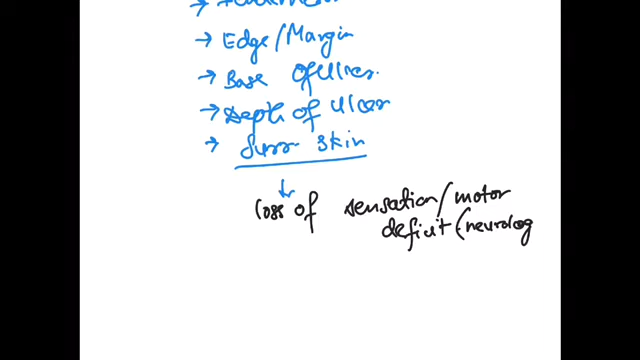 → Edge/Margin
→ Base of Ulcer.
→ Depth of Ulcer
→ Surr skin
↓
loss of sensation/motor
deficit (neurolog